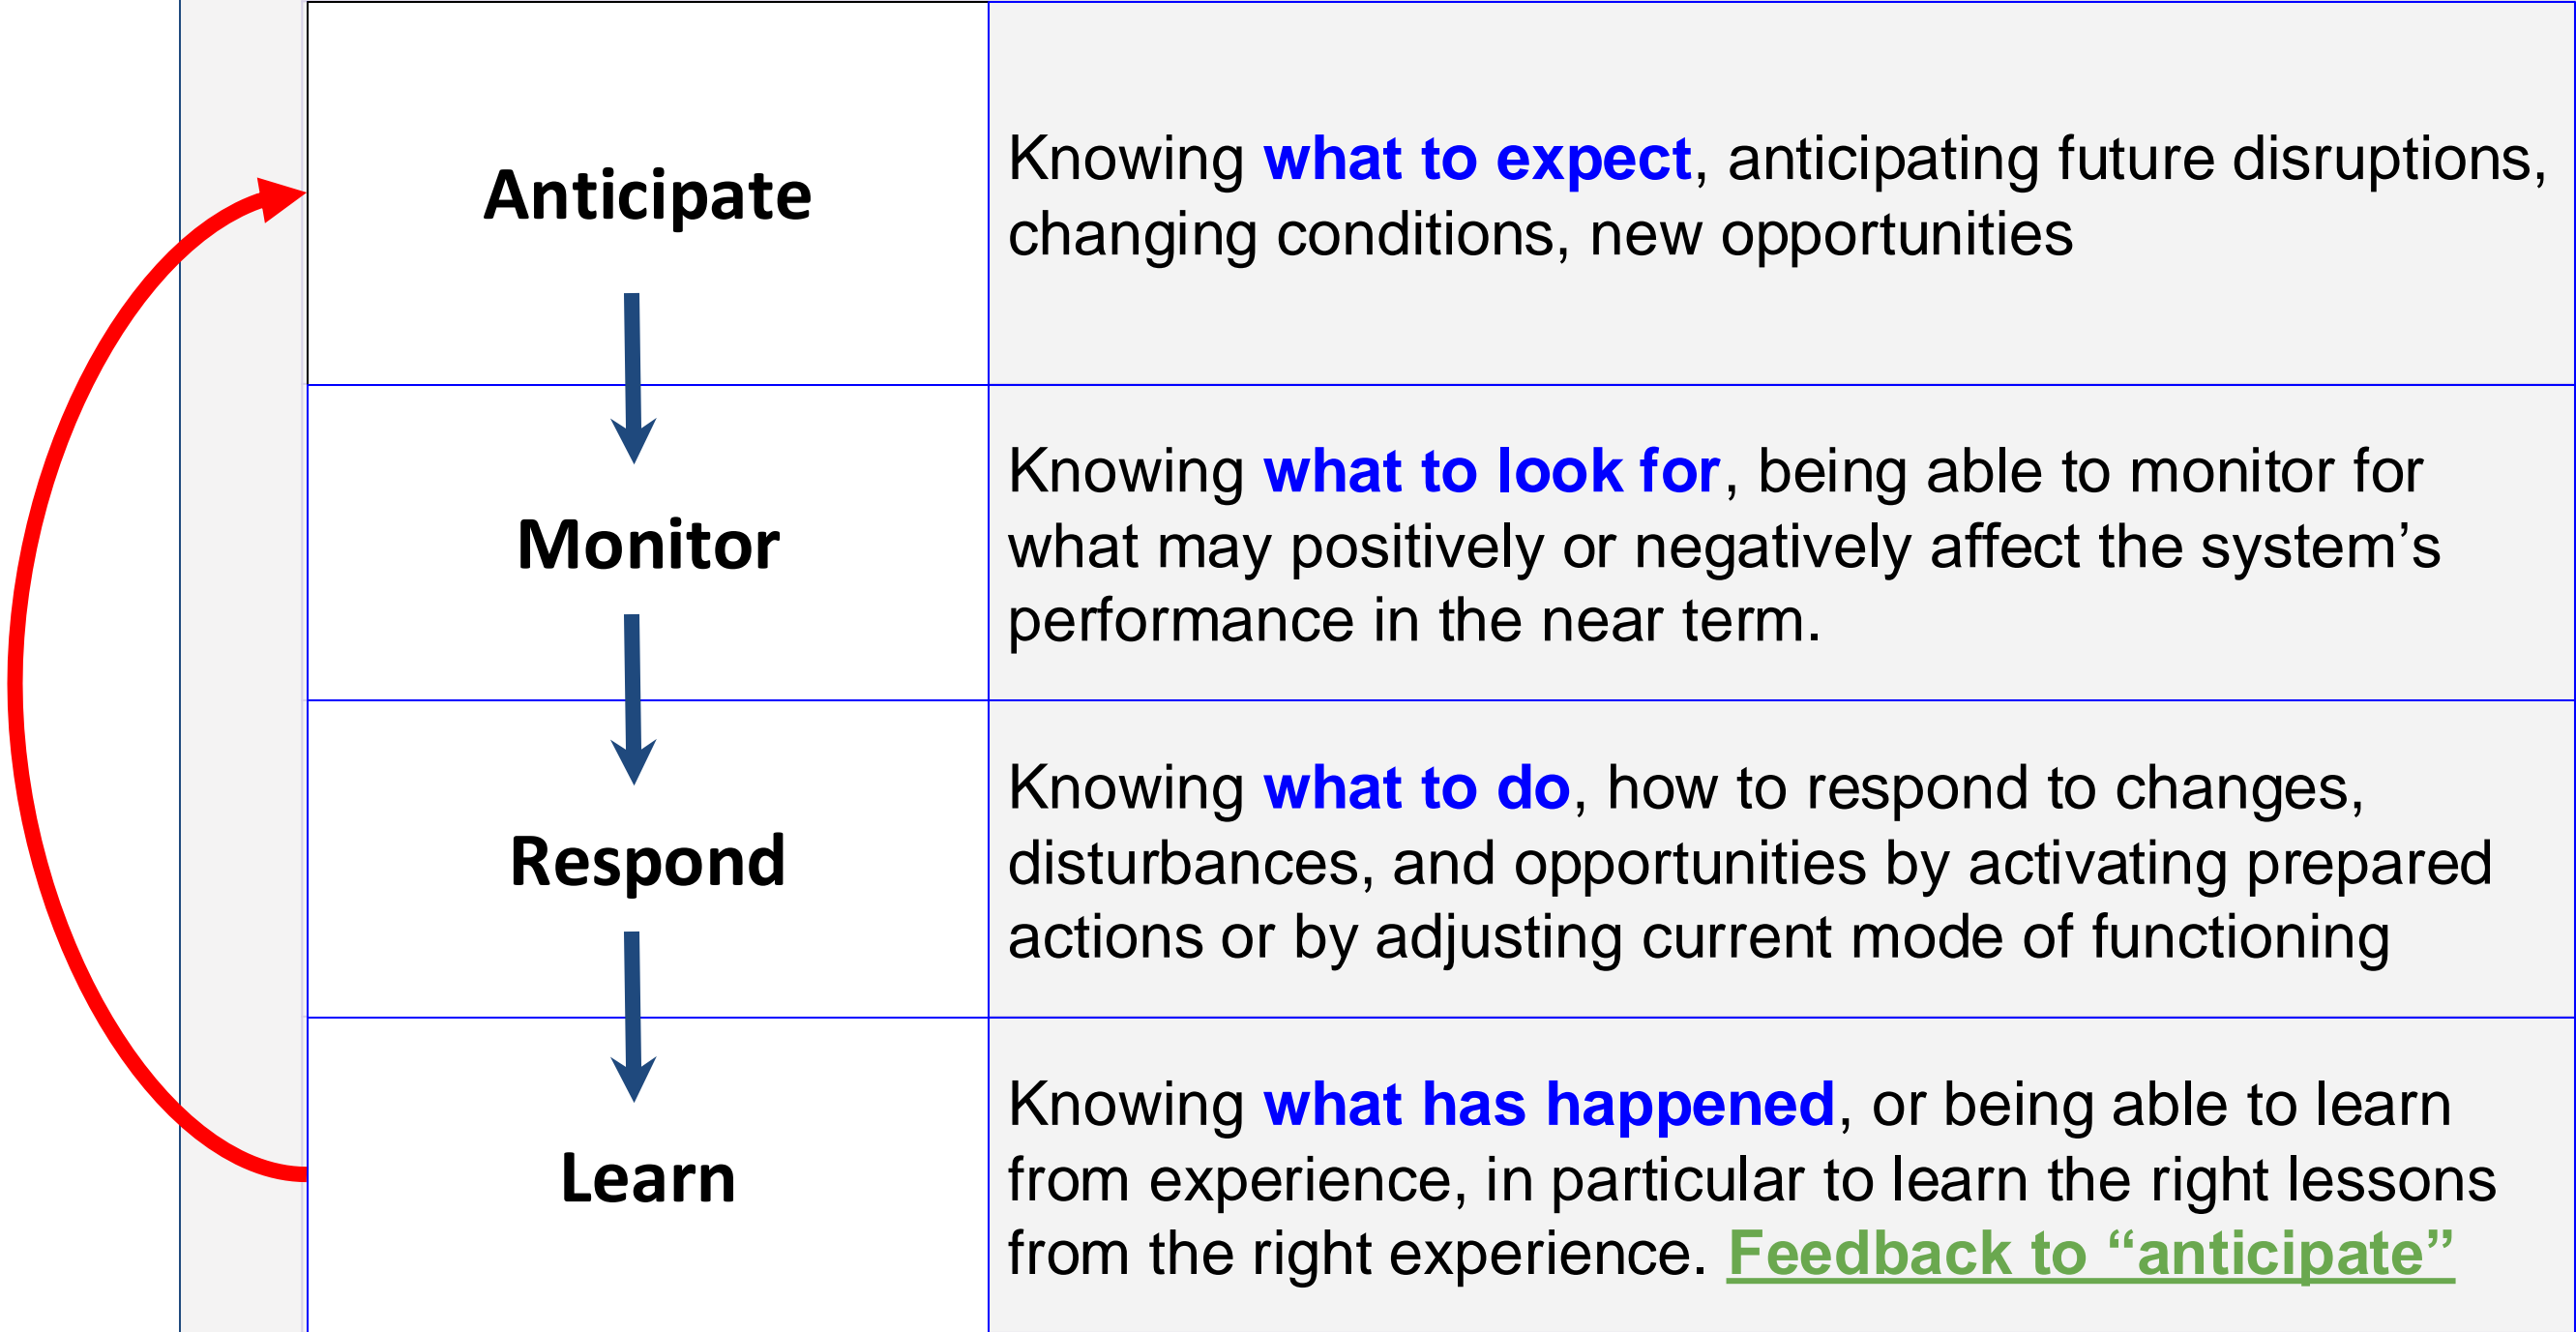 Anticipate
Knowing what to expect, anticipating future disruptions,
changing conditions, new opportunities
Monitor
Knowing what to look for, being able to monitor for
what may positively or negatively affect the system’s
performance in the near term.
Respond
Knowing what to do, how to respond to changes,
disturbances, and opportunities by activating prepared
actions or by adjusting current mode of functioning
Learn
Knowing what has happened, or being able to learn
from experience, in particular to learn the right lessons
from the right experience. Feedback to “anticipate”